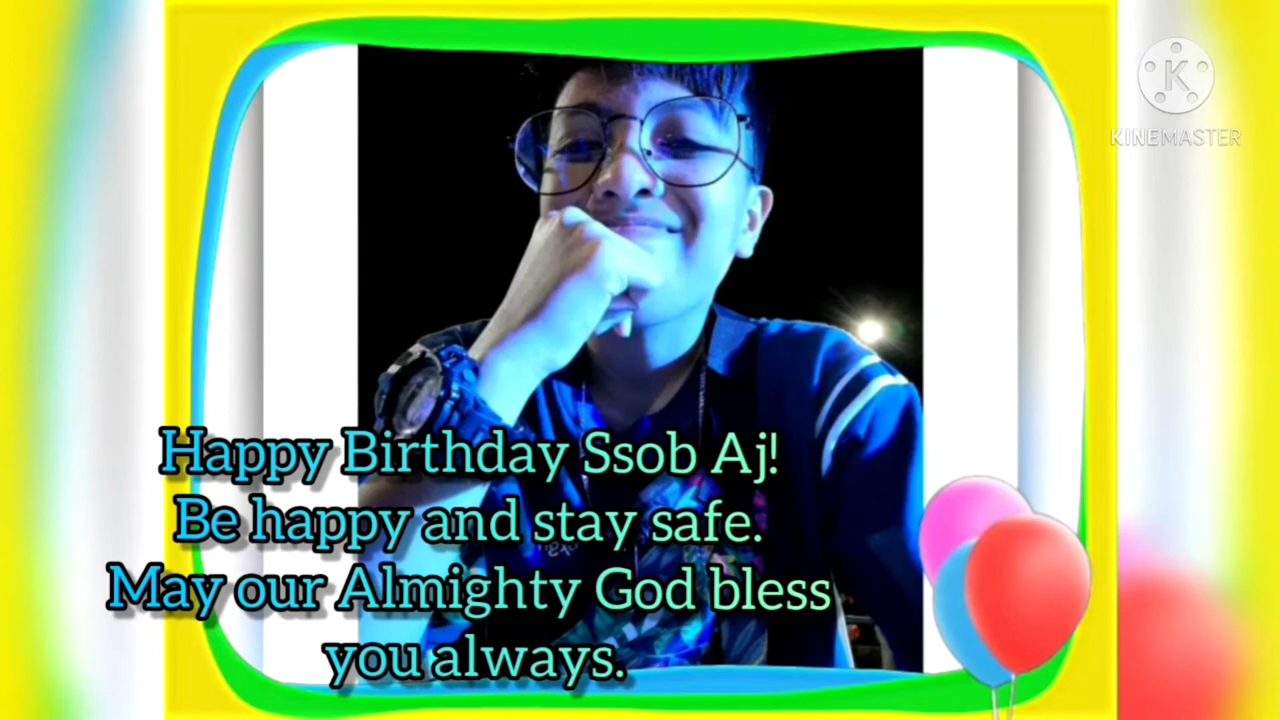 KINEMASTER
Happy Birthday Ssob Aj!
Be happy and stay safe.
May our Almighty God bless
you always.